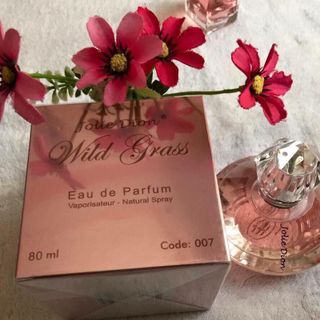 Jolie Dion®
Wild Grass
Eau de Parfum
Vaporisateur - Natural Spray
80 ml
Code: 007
Jolie Dion